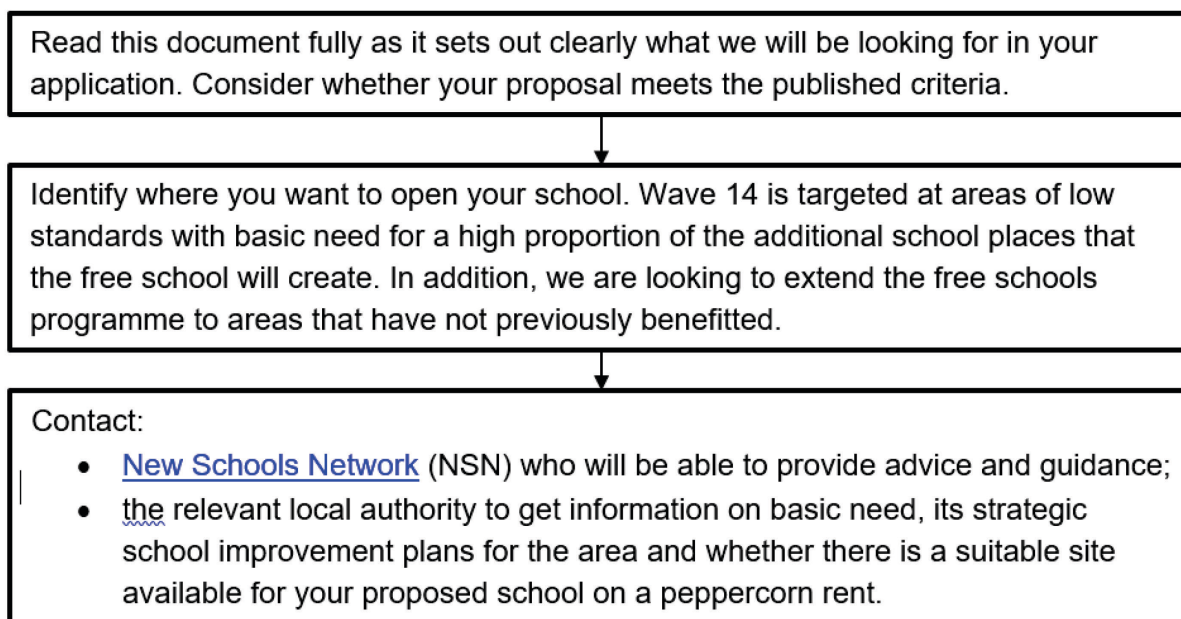 Read this document fully as it sets out clearly what we will be looking for in your
application. Consider whether your proposal meets the published criteria.
Identify where you want to open your school. Wave 14 is targeted at areas of low
standards with basic need for a high proportion of the additional school places that
the free school will create. In addition, we are looking to extend the free schools
programme to areas that have not previously benefitted.
Contact:
• New Schools Network (NSN) who will be able to provide advice and guidance;
• the relevant local authority to get information on basic need, its strategic
school improvement plans for the area and whether there is a suitable site
available for your proposed school on a peppercorn rent.